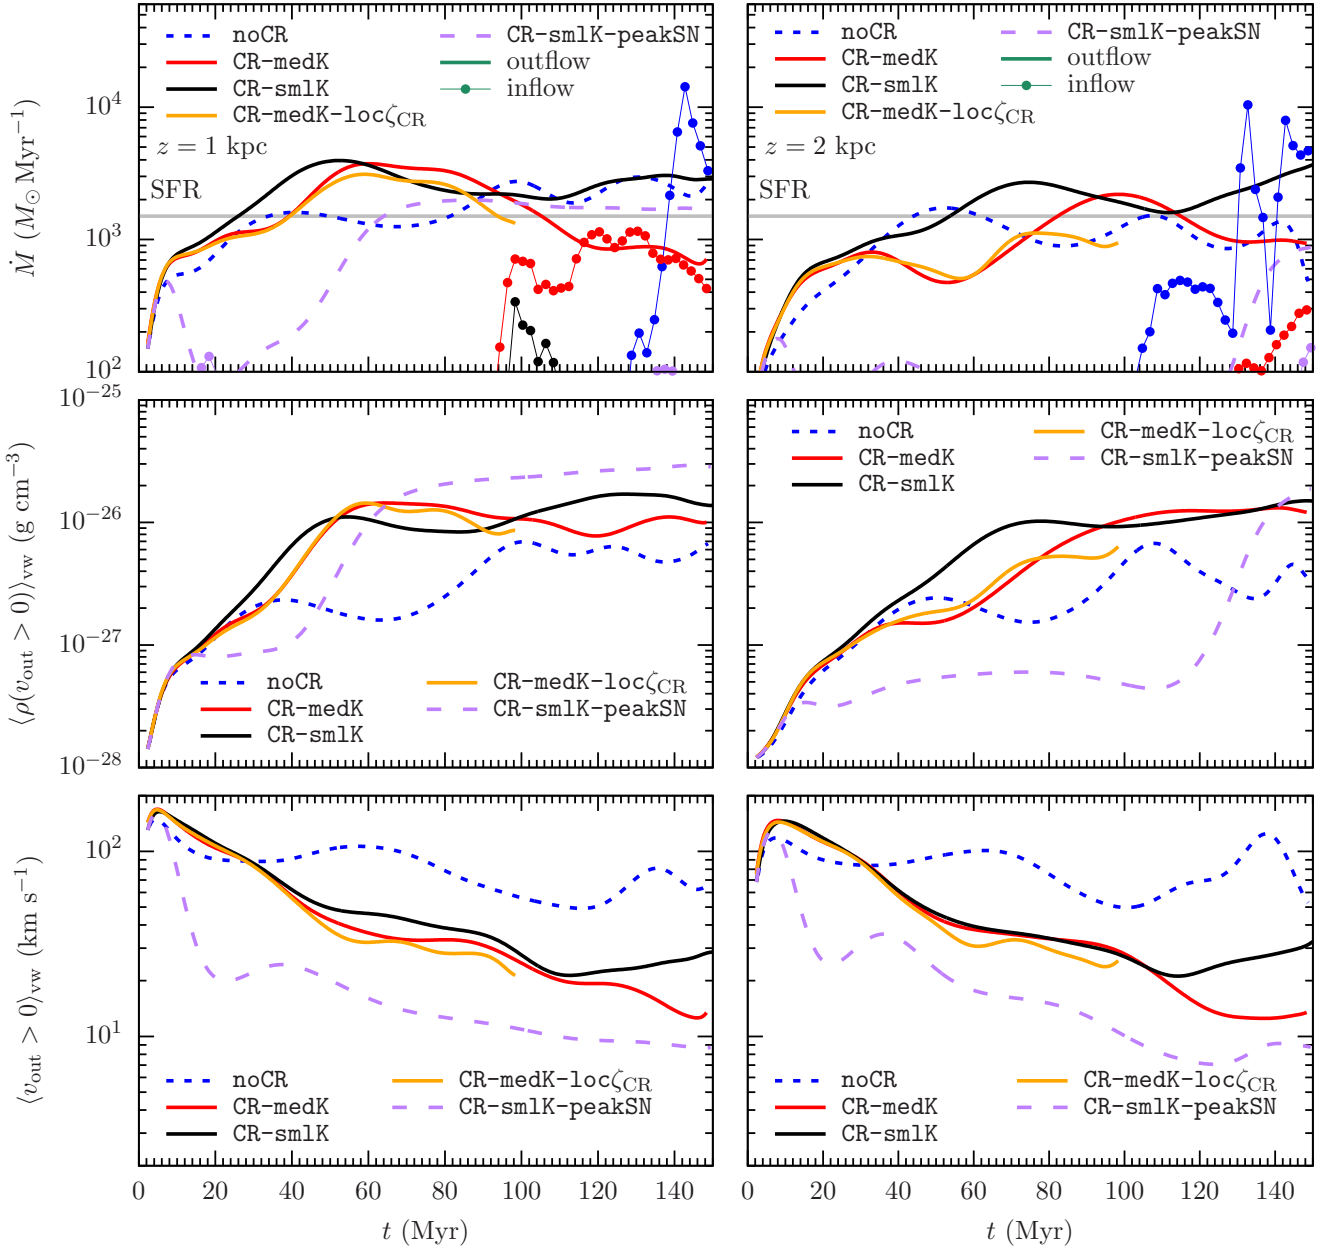 noCR
CR-medK
CR-smlK
CR-medK-locζCR
CR-smlK-peakSN
outflow
inflow
z = 1 kpc
SFR
10^4
10^3
10^2
Ṁ (M⊙ Myr−1)
noCR
CR-medK
CR-smlK
CR-medK-locζCR
CR-smlK-peakSN
outflow
inflow
z = 2 kpc
SFR
10−25
10−26
10−27
10−28
⟨ρ(vout > 0)⟩vw (g cm−3)
noCR
CR-medK
CR-smlK
CR-medK-locζCR
CR-smlK-peakSN
noCR
CR-medK
CR-smlK
CR-medK-locζCR
CR-smlK-peakSN
10^2
10^1
⟨vout > 0⟩vw (km s−1)
noCR
CR-medK
CR-smlK
CR-medK-locζCR
CR-smlK-peakSN
noCR
CR-medK
CR-smlK
CR-medK-locζCR
CR-smlK-peakSN
0 20 40 60 80 100 120 140
0 20 40 60 80 100 120 140
t (Myr)
t (Myr)